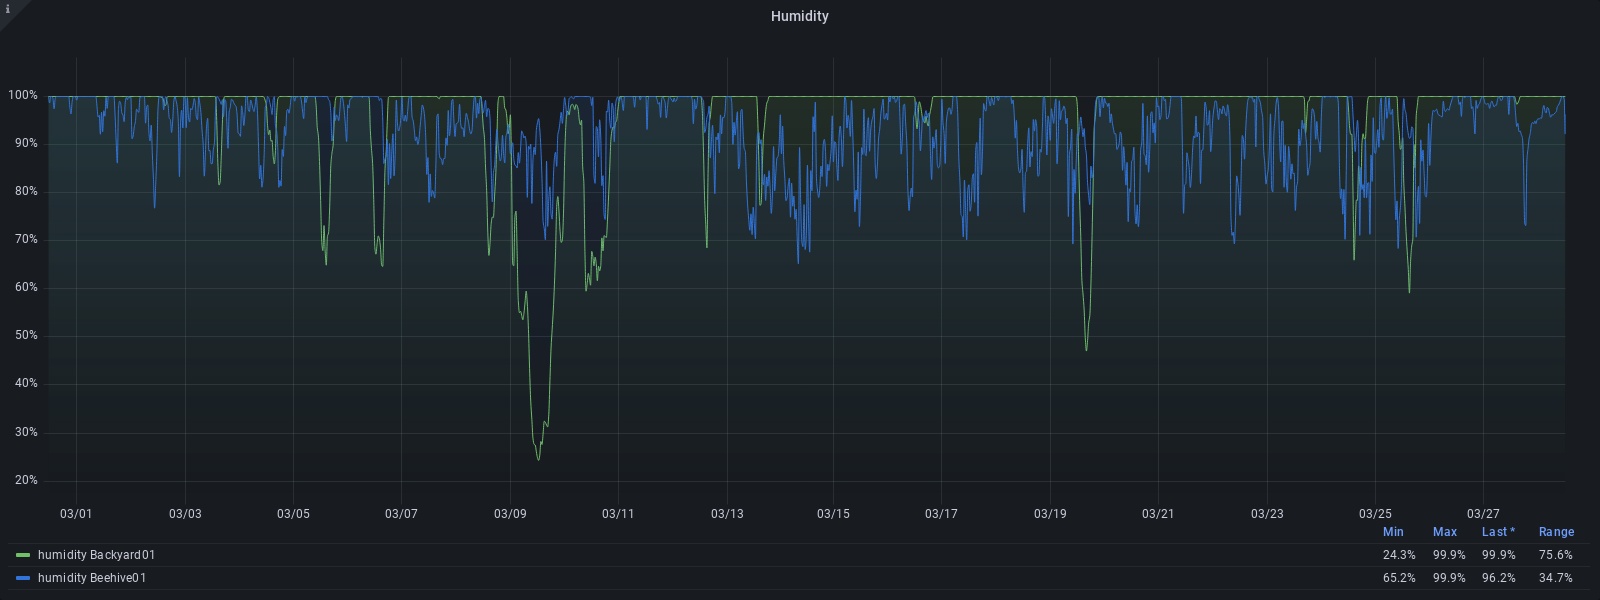 i
Humidity
100%
90%
80%
70%
60%
50%
40%
30%
20%
03/01 03/03 03/05 03/07 03/09 03/11 03/13 03/15 03/17 03/19 03/21 03/23 03/25 03/27
Min Max Last * Range
humidity Backyard01 24.3% 99.9% 99.9% 75.6%
humidity Beehive01 65.2% 99.9% 96.2% 34.7%